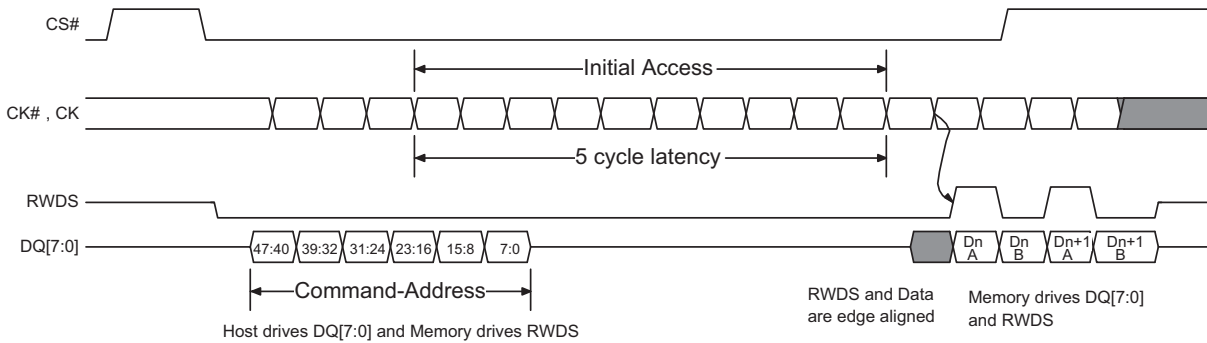 CS#
Initial Access
CK# , CK
5 cycle latency
RWDS
DQ[7:0]
47:40 39:32 31:24 23:16 15:8 7:0
Dn A
Dn B
Dn+1 A
Dn+1 B
Command-Address
Host drives DQ[7:0] and Memory drives RWDS
RWDS and Data
are edge aligned
Memory drives DQ[7:0]
and RWDS